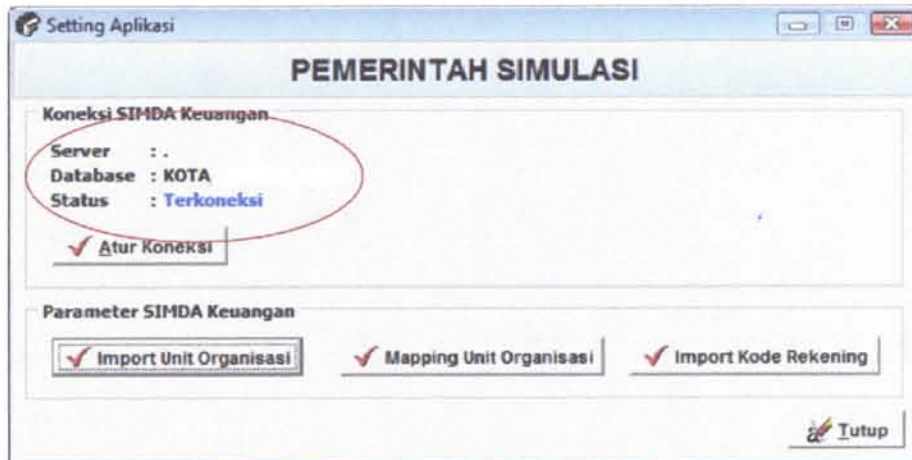 Setting Aplikasi
PEMERINTAH SIMULASI
Koneksi SIMDA Keuangan
Server : .
Database : KOTA
Status : Terkoneksi
Atur Koneksi
Parameter SIMDA Keuangan
Import Unit Organisasi Mapping Unit Organisasi Import Kode Rekening
Tutup